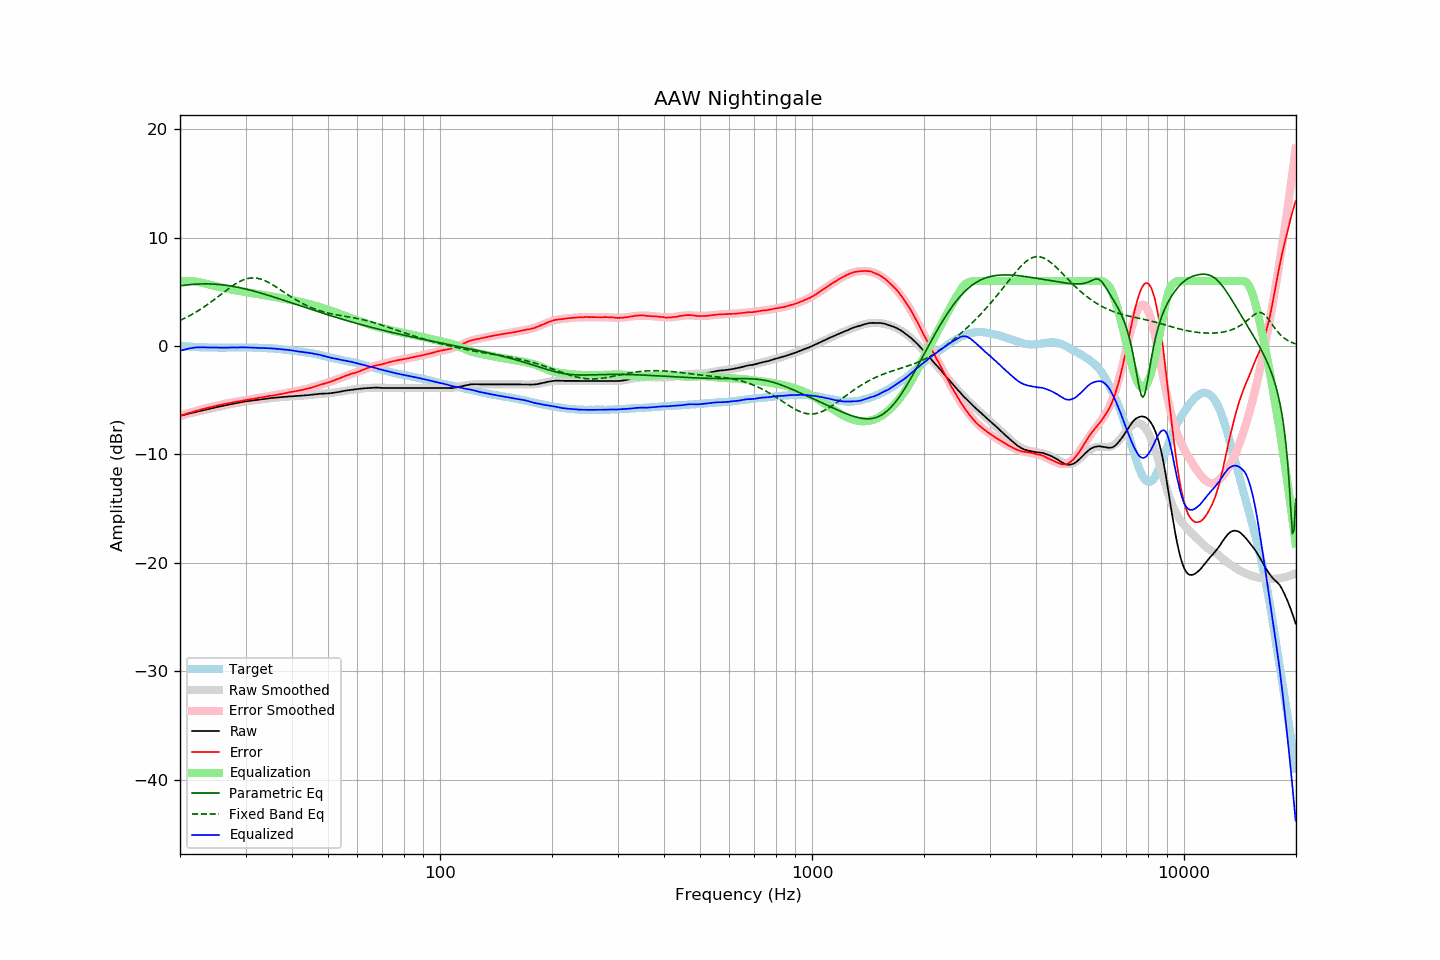 AAW Nightingale
20
10
0
−10
−20
−30
−40
Amplitude (dBr)
Target
Raw Smoothed
Error Smoothed
Raw
Error
Equalization
Parametric Eq
Fixed Band Eq
Equalized
100
1000
10000
Frequency (Hz)